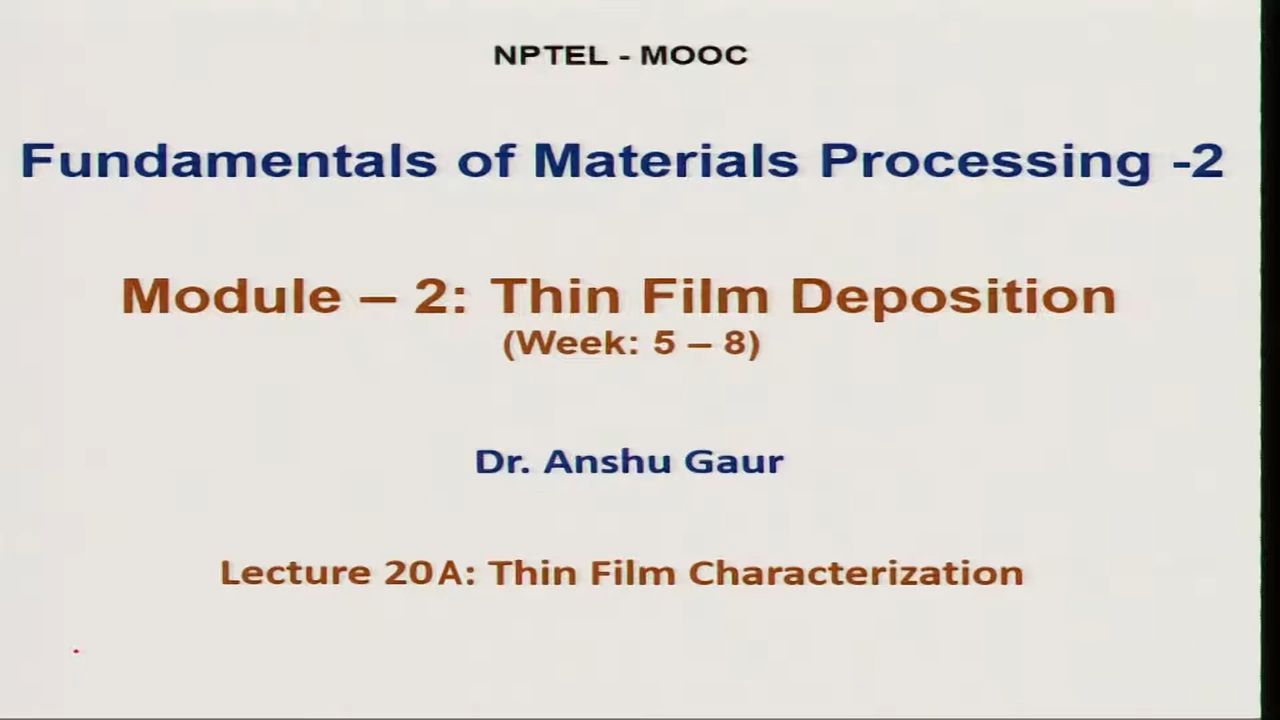 NPTEL - MOOC
Fundamentals of Materials Processing -2
Module – 2: Thin Film Deposition
(Week: 5 – 8)
Dr. Anshu Gaur
Lecture 20A: Thin Film Characterization